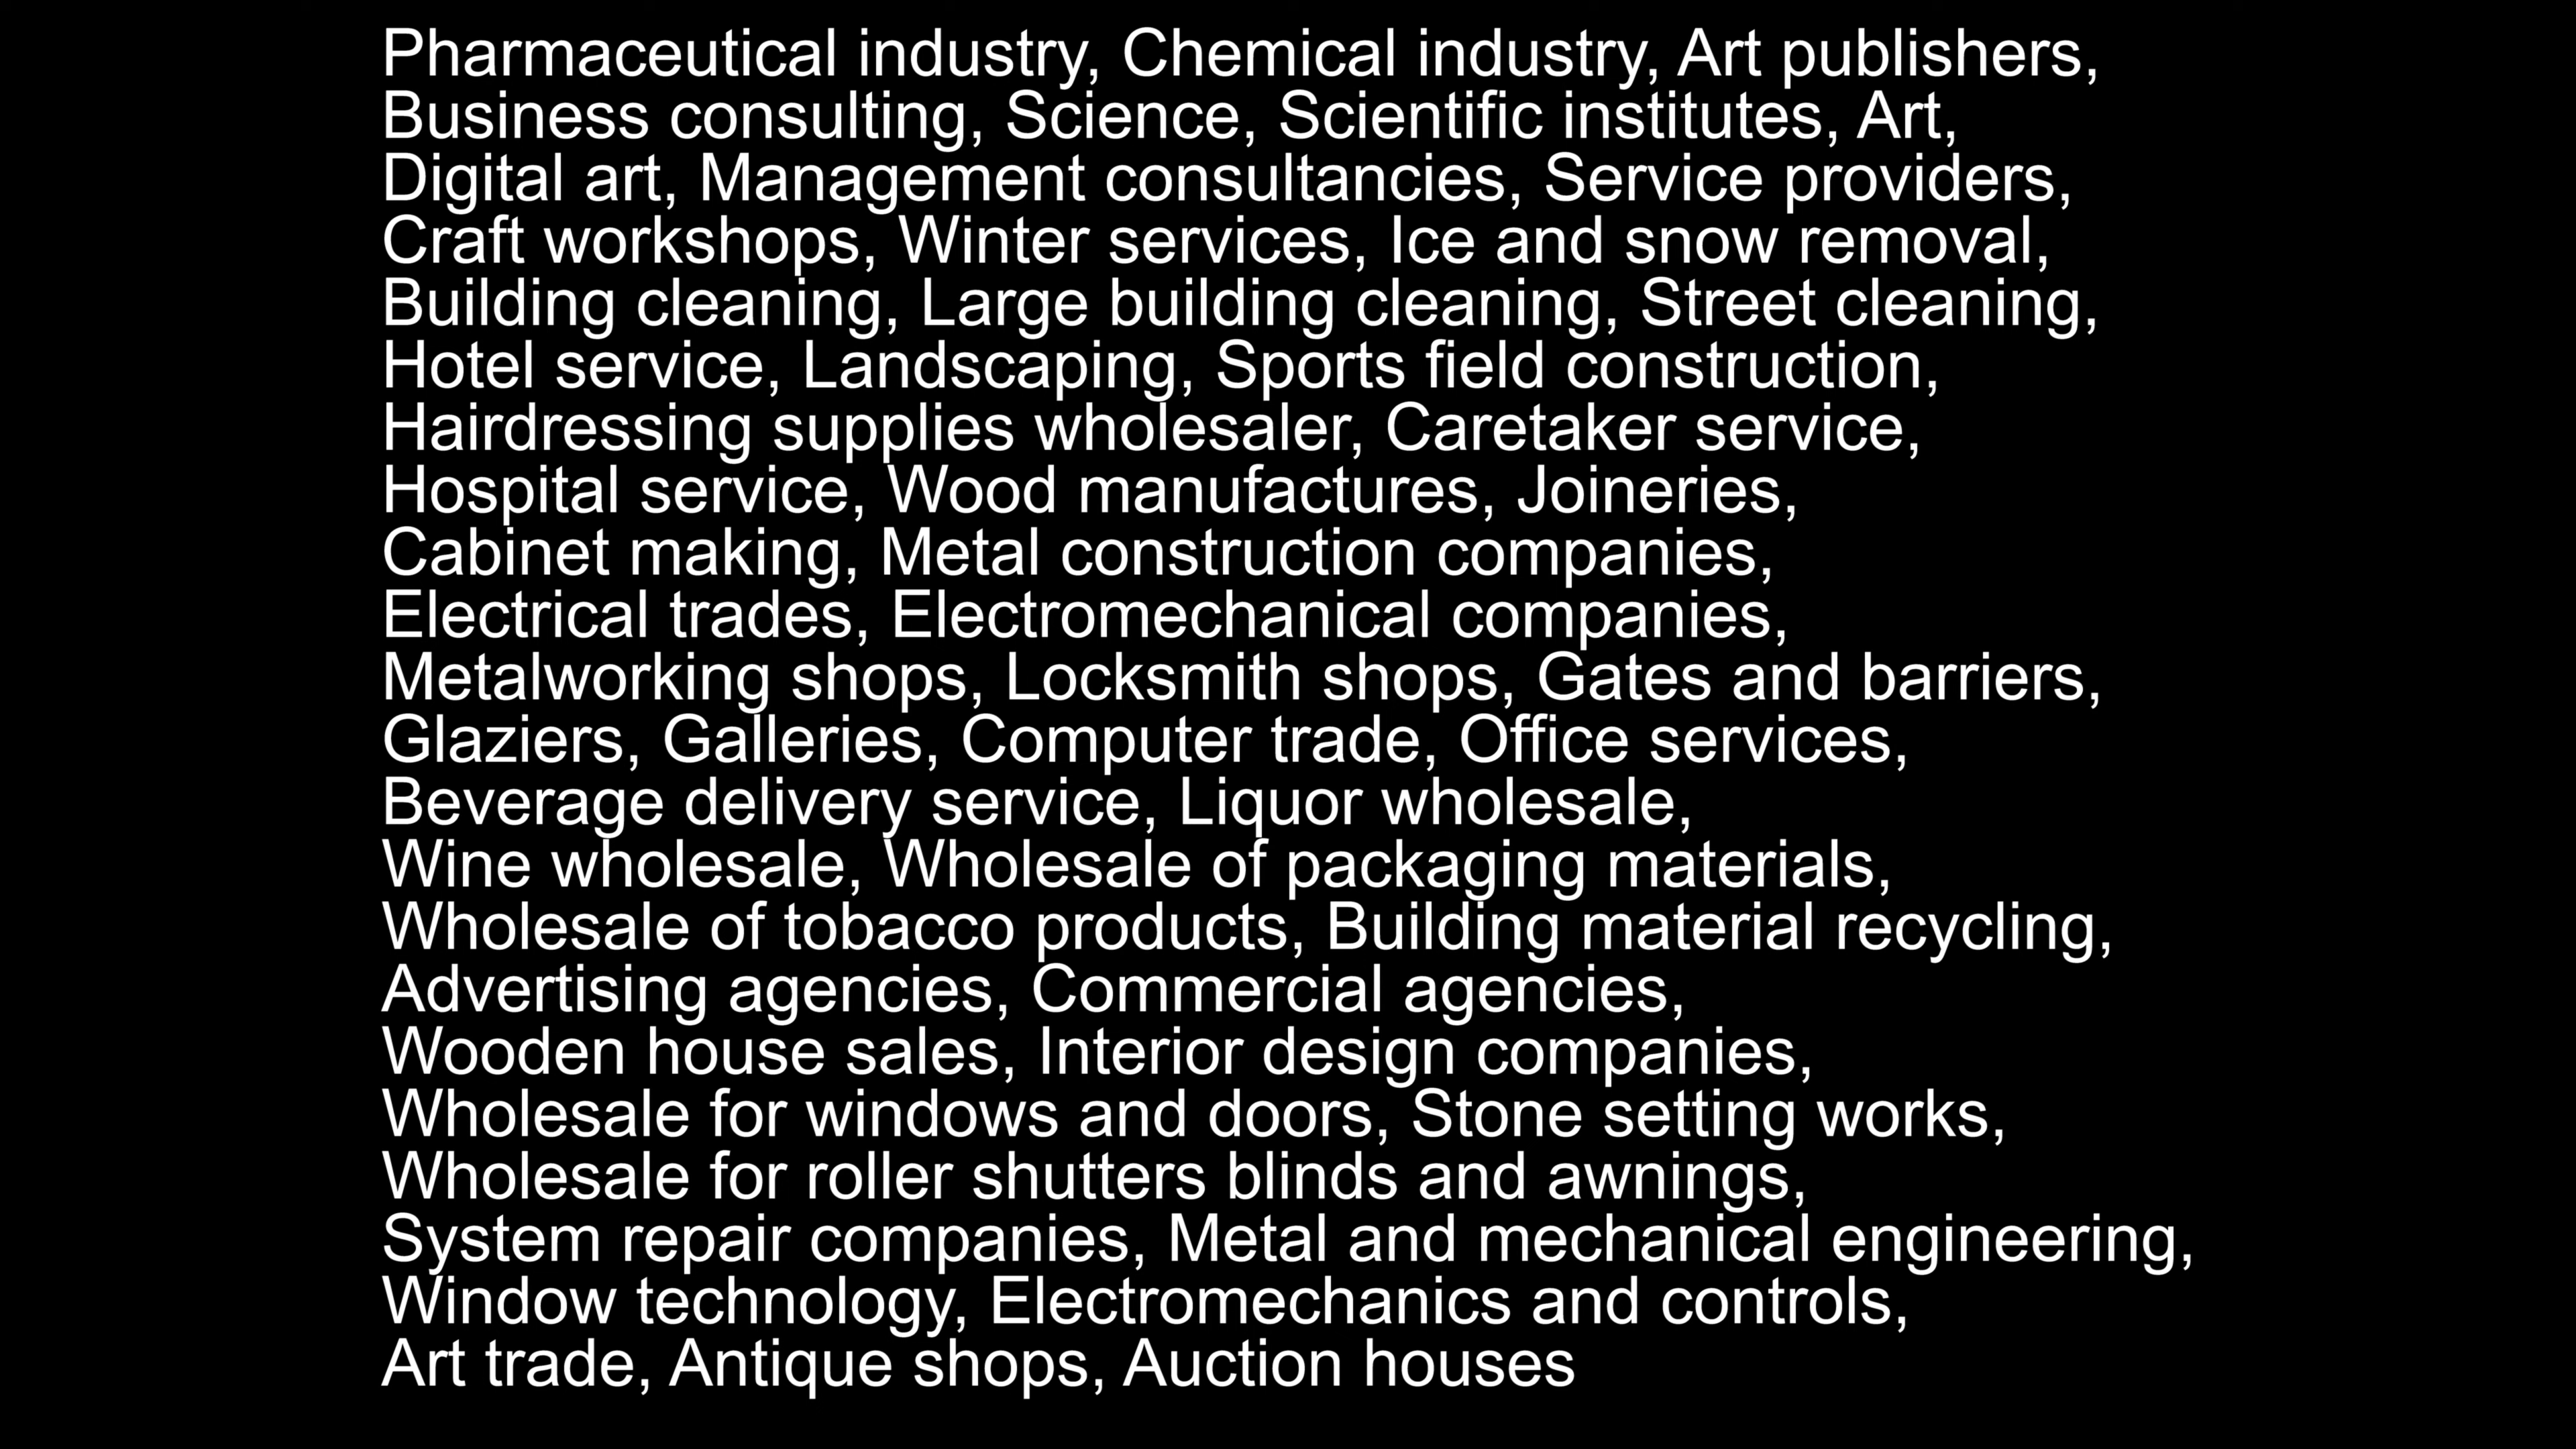 Pharmaceutical industry, Chemical industry, Art publishers,
Business consulting, Science, Scientific institutes, Art,
Digital art, Management consultancies, Service providers,
Craft workshops, Winter services, Ice and snow removal,
Building cleaning, Large building cleaning, Street cleaning,
Hotel service, Landscaping, Sports field construction,
Hairdressing supplies wholesaler, Caretaker service,
Hospital service, Wood manufactures, Joineries,
Cabinet making, Metal construction companies,
Electrical trades, Electromechanical companies,
Metalworking shops, Locksmith shops, Gates and barriers,
Glaziers, Galleries, Computer trade, Office services,
Beverage delivery service, Liquor wholesale,
Wine wholesale, Wholesale of packaging materials,
Wholesale of tobacco products, Building material recycling,
Advertising agencies, Commercial agencies,
Wooden house sales, Interior design companies,
Wholesale for windows and doors, Stone setting works,
Wholesale for roller shutters blinds and awnings,
System repair companies, Metal and mechanical engineering,
Window technology, Electromechanics and controls,
Art trade, Antique shops, Auction houses